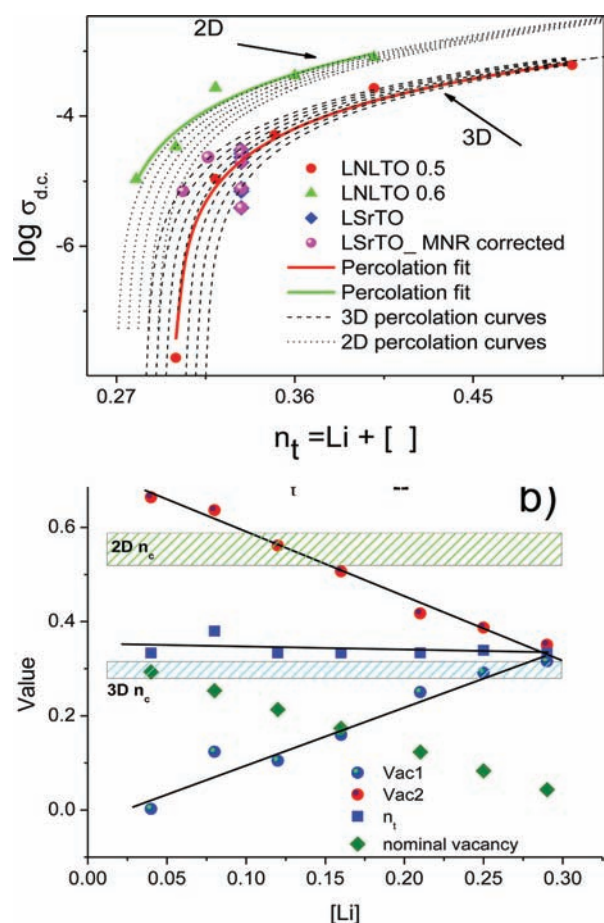 2D
-4
3D
-6
log σd.c.
LNLTO 0.5
LNLTO 0.6
LSrTO
LSrTO_ MNR corrected
Percolation fit
Percolation fit
3D percolation curves
2D percolation curves
0.27 0.36 0.45
nt =Li + [ ]
τ --
b)
0.6
2D nc
0.4
3D nc
0.2
0.0
Value
Vac1
Vac2
nt
nominal vacancy
0.00 0.05 0.10 0.15 0.20 0.25 0.30
[Li]